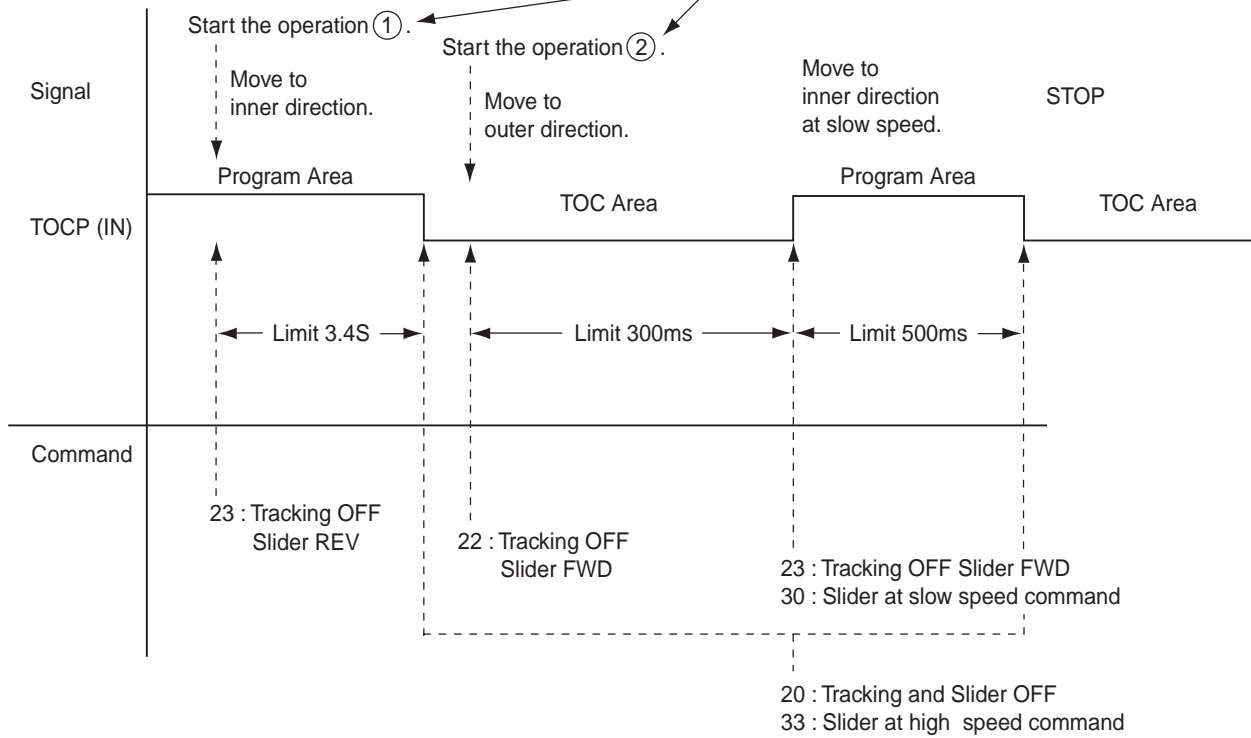 Start the operation ① .
Start the operation ② .
Signal
Move to
inner direction.
Move to
outer direction.
Move to
inner direction
at slow speed.
STOP
Program Area
TOC Area
Program Area
TOC Area
TOCP (IN)
Limit 3.4S
Limit 300ms
Limit 500ms
Command
23 : Tracking OFF
Slider REV
22 : Tracking OFF
Slider FWD
23 : Tracking OFF Slider FWD
30 : Slider at slow speed command
20 : Tracking and Slider OFF
33 : Slider at high speed command